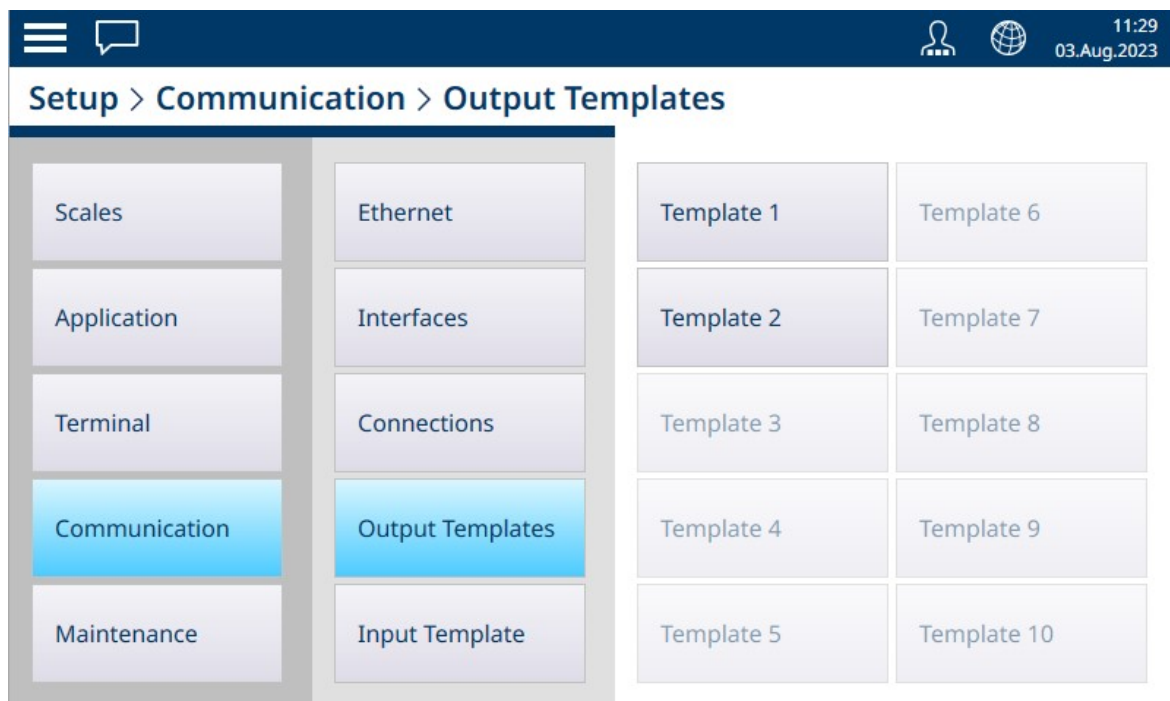 11:29
03.Aug.2023
Setup > Communication > Output Templates
Scales
Ethernet
Template 1
Template 6
Application
Interfaces
Template 2
Template 7
Terminal
Connections
Template 3
Template 8
Communication
Output Templates
Template 4
Template 9
Maintenance
Input Template
Template 5
Template 10